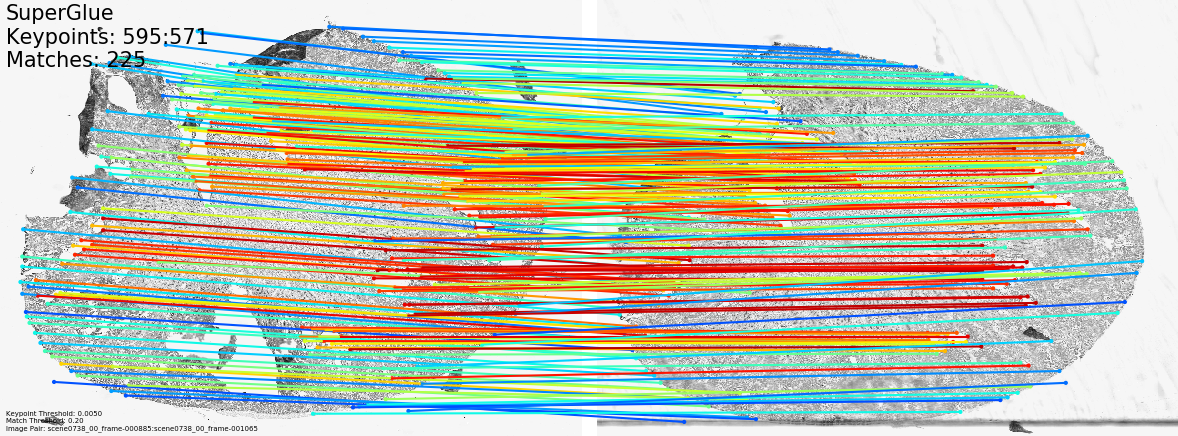 SuperGlue
Keypoints: 595:571
Matches: 225
Keypoint Threshold: 0.0050
Match Threshold: 0.20
Image Pair: scene0738_00_frame-000885:scene0738_00_frame-001065